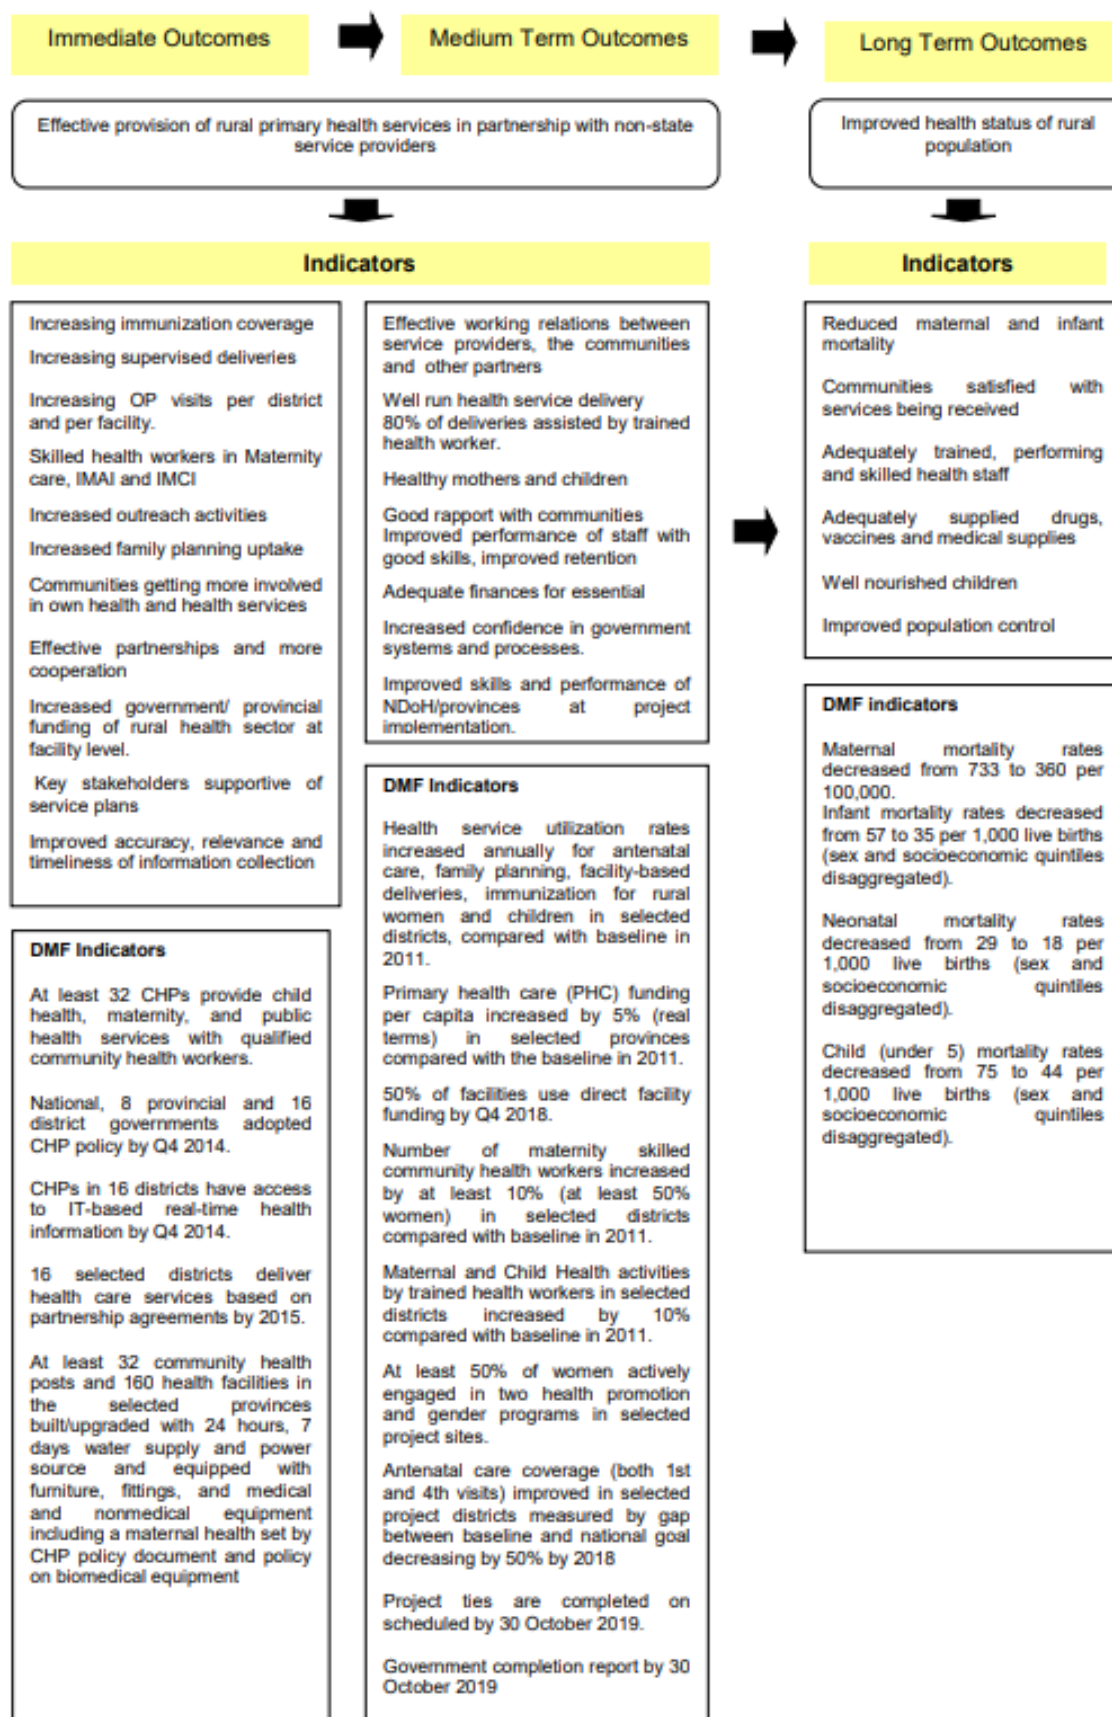 Immediate Outcomes
Medium Term Outcomes
Long Term Outcomes
Effective provision of rural primary health services in partnership with non-state
service providers
Improved health status of rural
population
Indicators
Indicators
Increasing immunization coverage
Increasing supervised deliveries
Increasing OP visits per district
and per facility.
Skilled health workers in Maternity
care, IMAI and IMCI
Increased outreach activities
Increased family planning uptake
Communities getting more involved
in own health and health services
Effective partnerships and more
cooperation
Increased government/ provincial
funding of rural health sector at
facility level.
Key stakeholders supportive of
service plans
Improved accuracy, relevance and
timeliness of information collection
DMF Indicators
At least 32 CHPs provide child
health, maternity, and public
health services with qualified
community health workers.
National, 8 provincial and 16
district governments adopted
CHP policy by Q4 2014.
CHPs in 16 districts have access
to IT-based real-time health
information by Q4 2014.
16 selected districts deliver
health care services based on
partnership agreements by 2015.
At least 32 community health
posts and 160 health facilities in
the selected provinces
built/upgraded with 24 hours, 7
days water supply and power
source and equipped with
furniture, fittings, and medical
and nonmedical equipment
including a maternal health set by
CHP policy document and policy
on biomedical equipment
Effective working relations between
service providers, the communities
and other partners
Well run health service delivery
80% of deliveries assisted by trained
health worker.
Healthy mothers and children
Good rapport with communities
Improved performance of staff with
good skills, improved retention
Adequate finances for essential
Increased confidence in government
systems and processes.
Improved skills and performance of
NDoH/provinces at project
implementation.
DMF Indicators
Health service utilization rates
increased annually for antenatal
care, family planning, facility-based
deliveries, immunization for rural
women and children in selected
districts, compared with baseline in
2011.
Primary health care (PHC) funding
per capita increased by 5% (real
terms) in selected provinces
compared with the baseline in 2011.
50% of facilities use direct facility
funding by Q4 2018.
Number of maternity skilled
community health workers increased
by at least 10% (at least 50%
women) in selected districts
compared with baseline in 2011.
Maternal and Child Health activities
by trained health workers in selected
districts increased by 10%
compared with baseline in 2011.
At least 50% of women actively
engaged in two health promotion
and gender programs in selected
project sites.
Antenatal care coverage (both 1st
and 4th visits) improved in selected
project districts measured by gap
between baseline and national goal
decreasing by 50% by 2018
Project ties are completed on
scheduled by 30 October 2019.
Government completion report by 30
October 2019
Reduced maternal and infant
mortality
Communities satisfied with
services being received
Adequately trained, performing
and skilled health staff
Adequately supplied drugs,
vaccines and medical supplies
Well nourished children
Improved population control
DMF indicators
Maternal mortality rates
decreased from 733 to 360 per
100,000.
Infant mortality rates decreased
from 57 to 35 per 1,000 live births
(sex and socioeconomic quintiles
disaggregated).
Neonatal mortality rates
decreased from 29 to 18 per
1,000 live births (sex and
socioeconomic quintiles
disaggregated).
Child (under 5) mortality rates
decreased from 75 to 44 per
1,000 live births (sex and
socioeconomic quintiles
disaggregated).